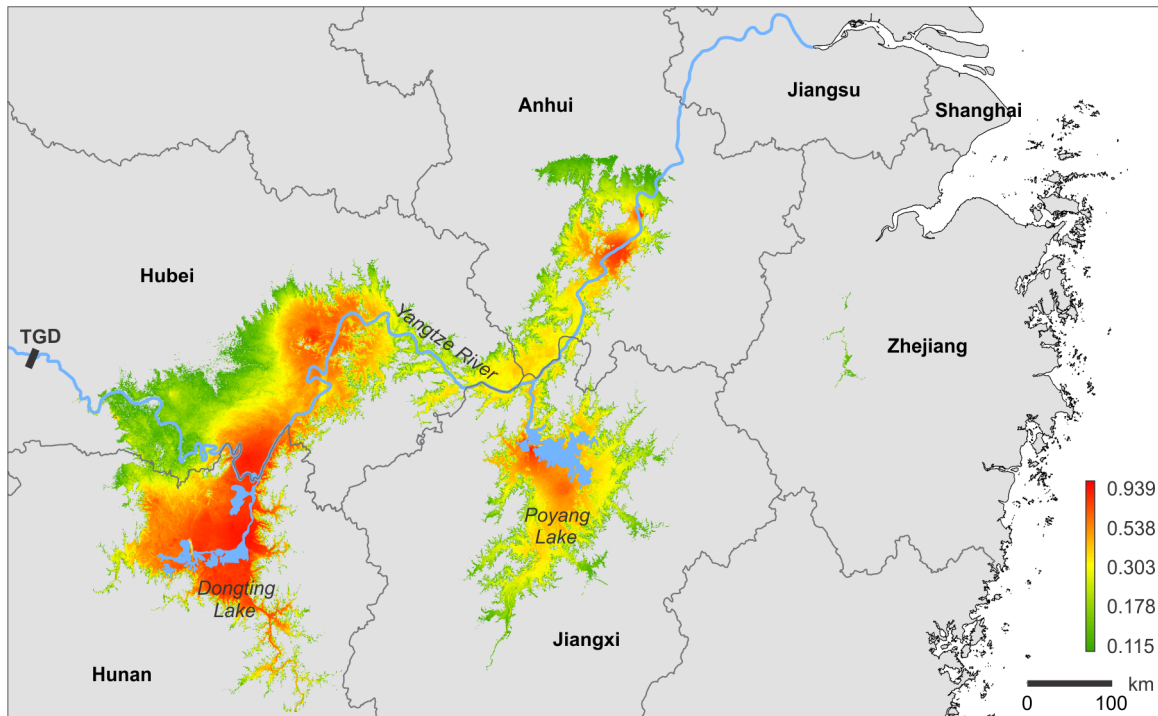 Anhui
Jiangsu
Shanghai
Hubei
TGD
Yangtze River
Zhejiang
Poyang
Lake
Dongting
Lake
Jiangxi
Hunan
0.939
0.538
0.303
0.178
0.115
km
0 100